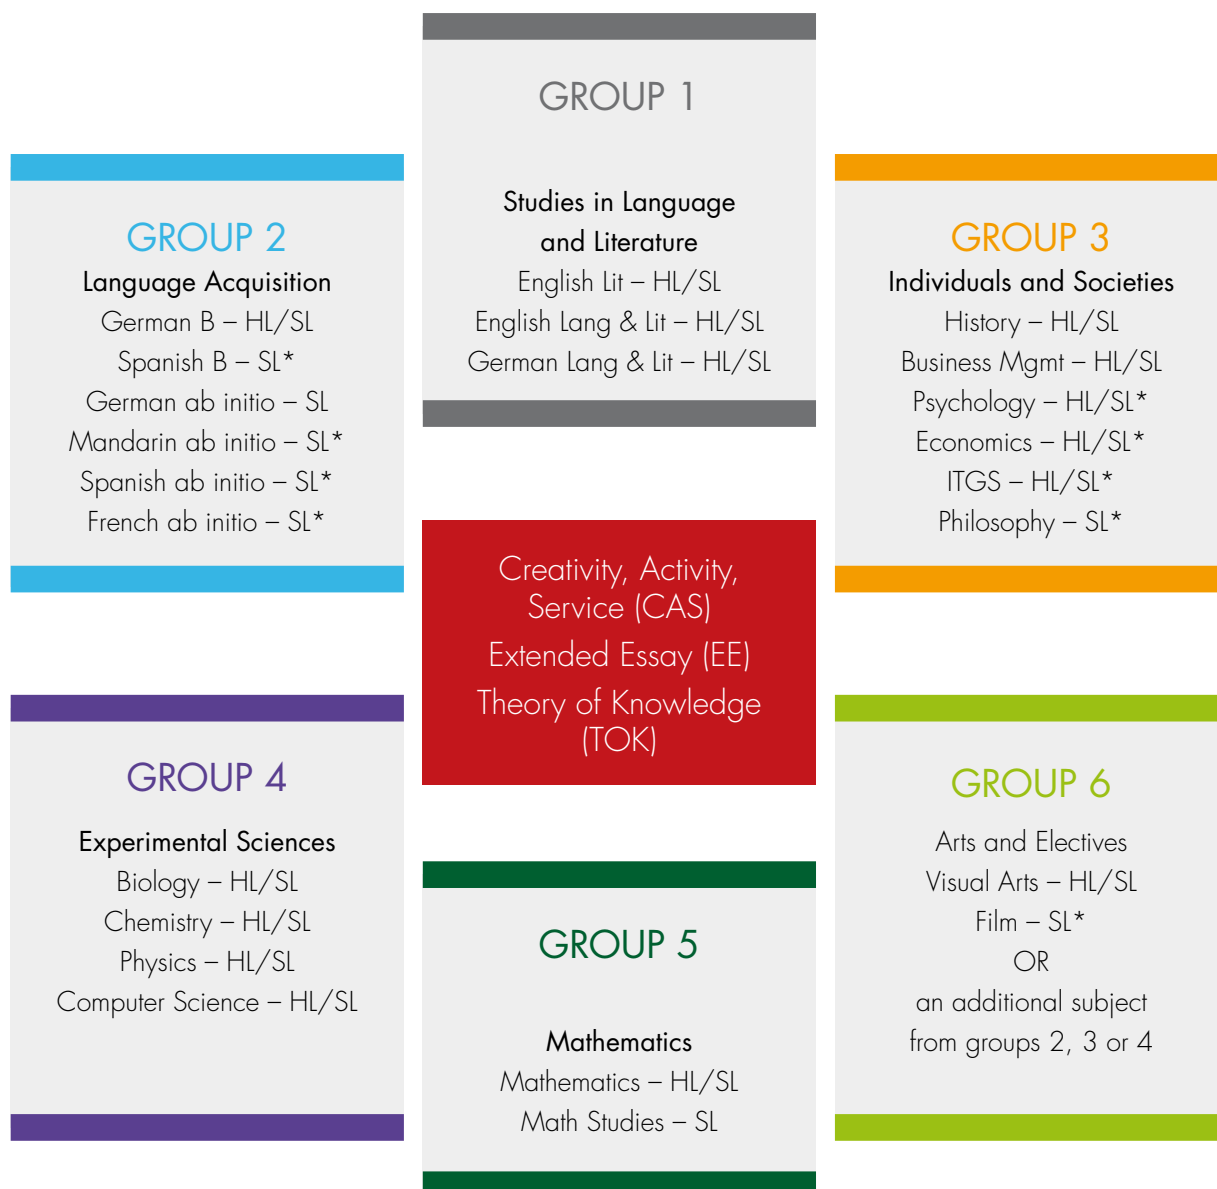 GROUP 1
Studies in Language
and Literature
English Lit – HL/SL
English Lang & Lit – HL/SL
German Lang & Lit – HL/SL
GROUP 2
Language Acquisition
German B – HL/SL
Spanish B – SL*
German ab initio – SL
Mandarin ab initio – SL*
Spanish ab initio – SL*
French ab initio – SL*
GROUP 3
Individuals and Societies
History – HL/SL
Business Mgmt – HL/SL
Psychology – HL/SL*
Economics – HL/SL*
ITGS – HL/SL*
Philosophy – SL*
Creativity, Activity,
Service (CAS)
Extended Essay (EE)
Theory of Knowledge
(TOK)
GROUP 4
Experimental Sciences
Biology – HL/SL
Chemistry – HL/SL
Physics – HL/SL
Computer Science – HL/SL
GROUP 5
Mathematics
Mathematics – HL/SL
Math Studies – SL
GROUP 6
Arts and Electives
Visual Arts – HL/SL
Film – SL*
OR
an additional subject
from groups 2, 3 or 4